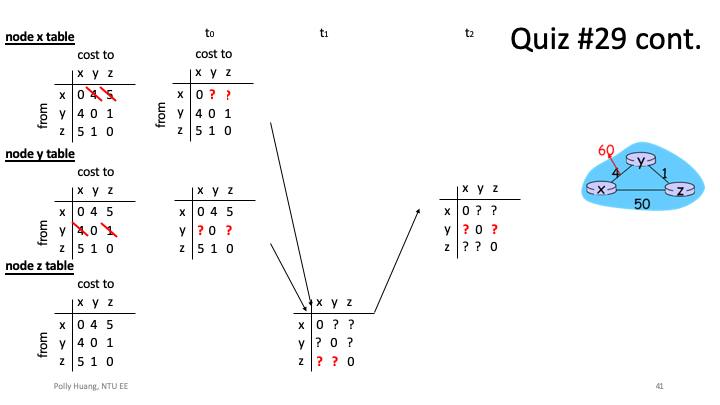 Quiz #29 cont.
t0 t1 t2
node x table
cost to
x y z
from
x 0 4 5
y 4 0 1
z 5 1 0
cost to
x y z
from
x 0 ? ?
y 4 0 1
z 5 1 0
node y table
cost to
x y z
from
x 0 4 5
y 4 0 1
z 5 1 0
x y z
x 0 4 5
y ? 0 ?
z 5 1 0
x y z
x 0 ? ?
y ? 0 ?
z ? ? 0
60
y
4 1
x z
50
node z table
cost to
x y z
from
x 0 4 5
y 4 0 1
z 5 1 0
x y z
x 0 ? ?
y ? 0 ?
z ? ? 0
Polly Huang, NTU EE
41